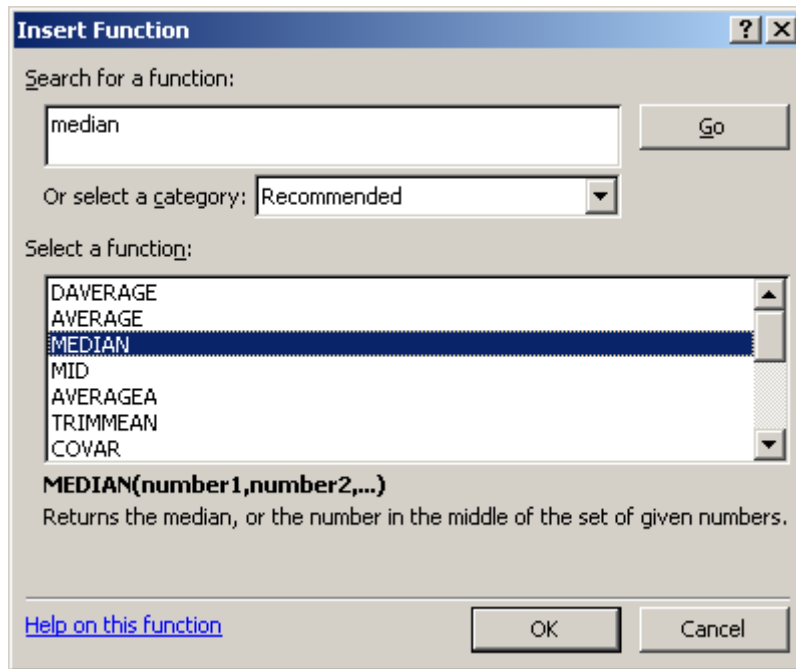 Insert Function
Search for a function:
median
Go
Or select a category: Recommended
Select a function:
DAVERAGE
AVERAGE
MEDIAN
MID
AVERAGEA
TRIMMEAN
COVAR
MEDIAN(number1,number2,...)
Returns the median, or the number in the middle of the set of given numbers.
Help on this function
OK
Cancel